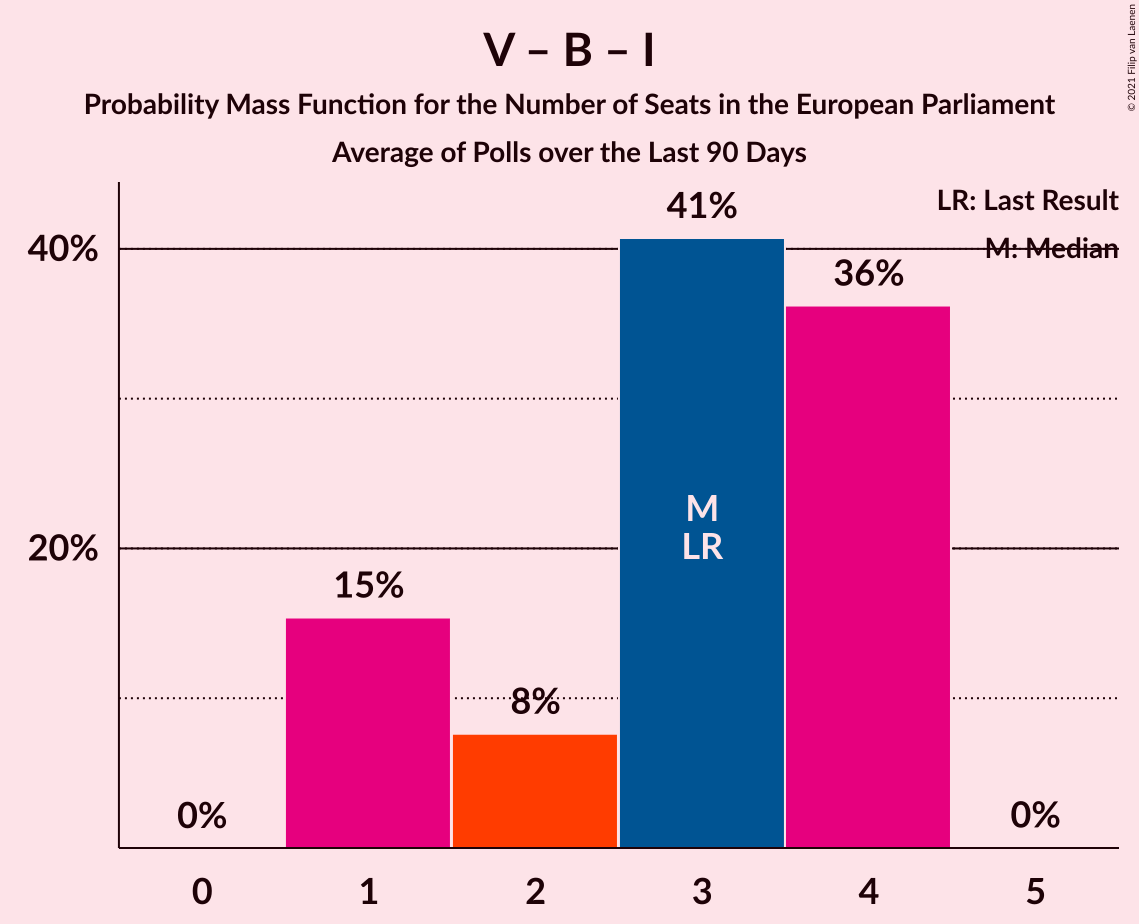 V – B – I
Probability Mass Function for the Number of Seats in the European Parliament
Average of Polls over the Last 90 Days
© 2021 Filip van Laenen
LR: Last Result
M: Median
41%
40%
36%
M
LR
20%
15%
8%
0%
0%
0 1 2 3 4 5